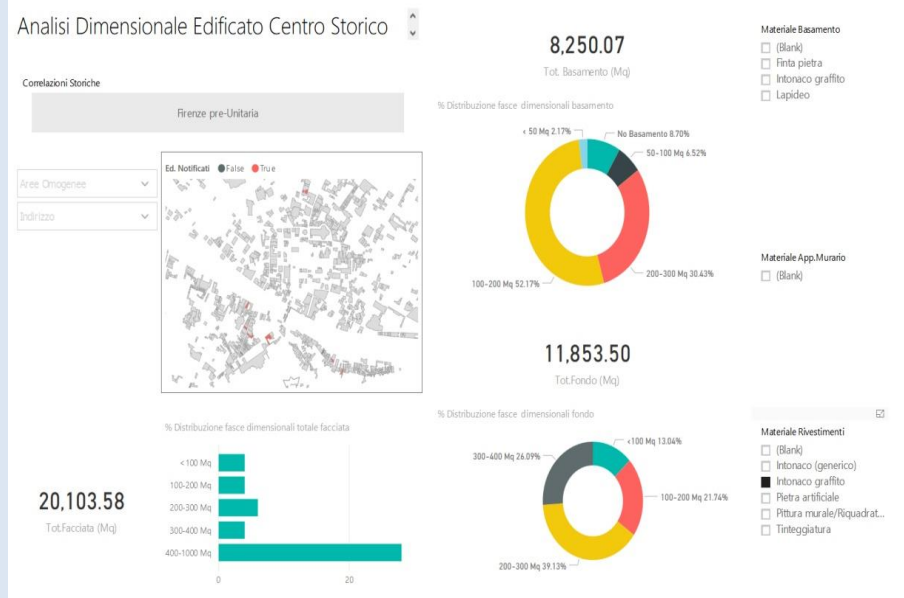 Analisi Dimensionale Edificato Centro Storico
Correlazioni Storiche
Firenze pre-Unitaria
Aree Omogenee
Indirizzo
Ed. Notificati False True
20,103.58
Tot.Facciata (Mq)
% Distribuzione fasce dimensionali totale facciata
< 100 Mq
100-200 Mq
200-300 Mq
300-400 Mq
400-1000 Mq
0 20
8,250.07
Tot. Basamento (Mq)
% Distribuzione fasce dimensionali basamento
< 50 Mq 2.17%
No Basamento 8.70%
50-100 Mq 6.52%
200-300 Mq 30.43%
100-200 Mq 52.17%
11,853.50
Tot.Fondo (Mq)
% Distribuzione fasce dimensionali fondo
<100 Mq 13.04%
300-400 Mq 26.09%
100-200 Mq 21.74%
200-300 Mq 39.13%
Materiale Basamento
(Blank)
Finta pietra
Intonaco graffito
Lapideo
Materiale App.Murario
(Blank)
Materiale Rivestimenti
(Blank)
Intonaco (generico)
Intonaco graffito
Pietra artificiale
Pittura murale/Riquadrat...
Tinteggiatura